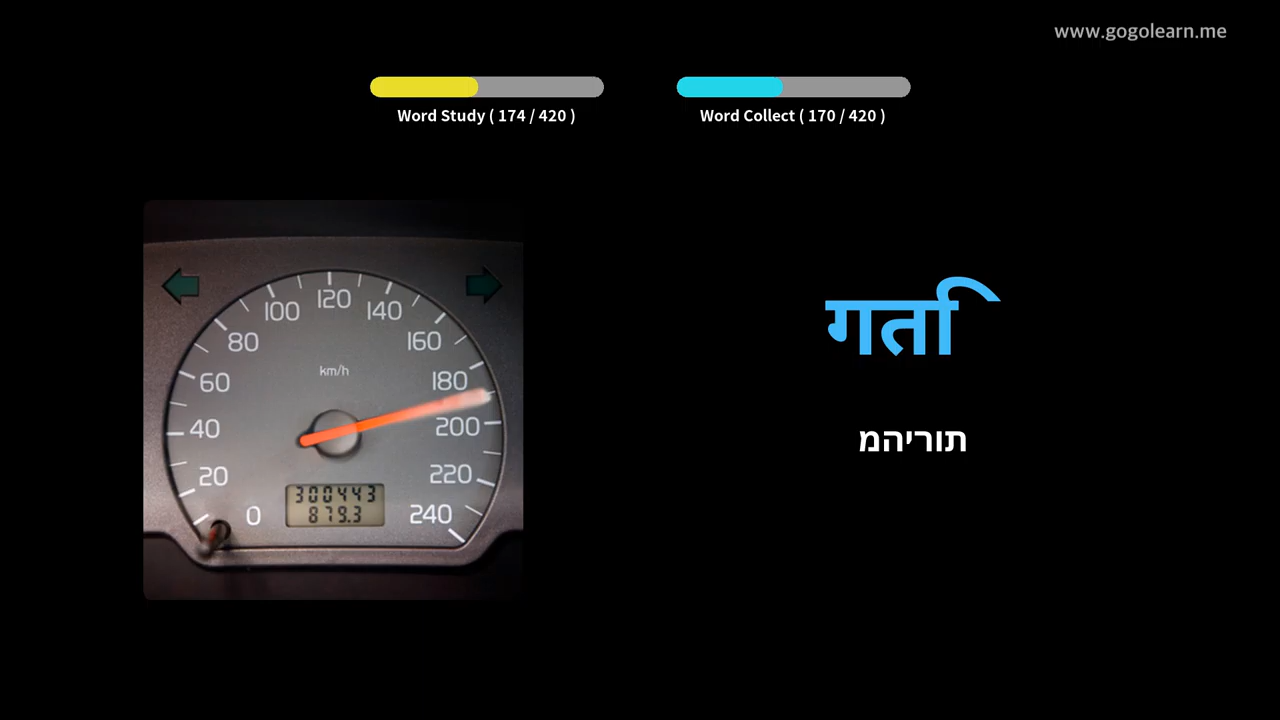 www.gogolearn.me
Word Study ( 174 / 420 )
Word Collect ( 170 / 420 )
0
20
40
60
80
100
120
140
160
180
200
220
240
km/h
300443
879.3
गति
תוריהמ